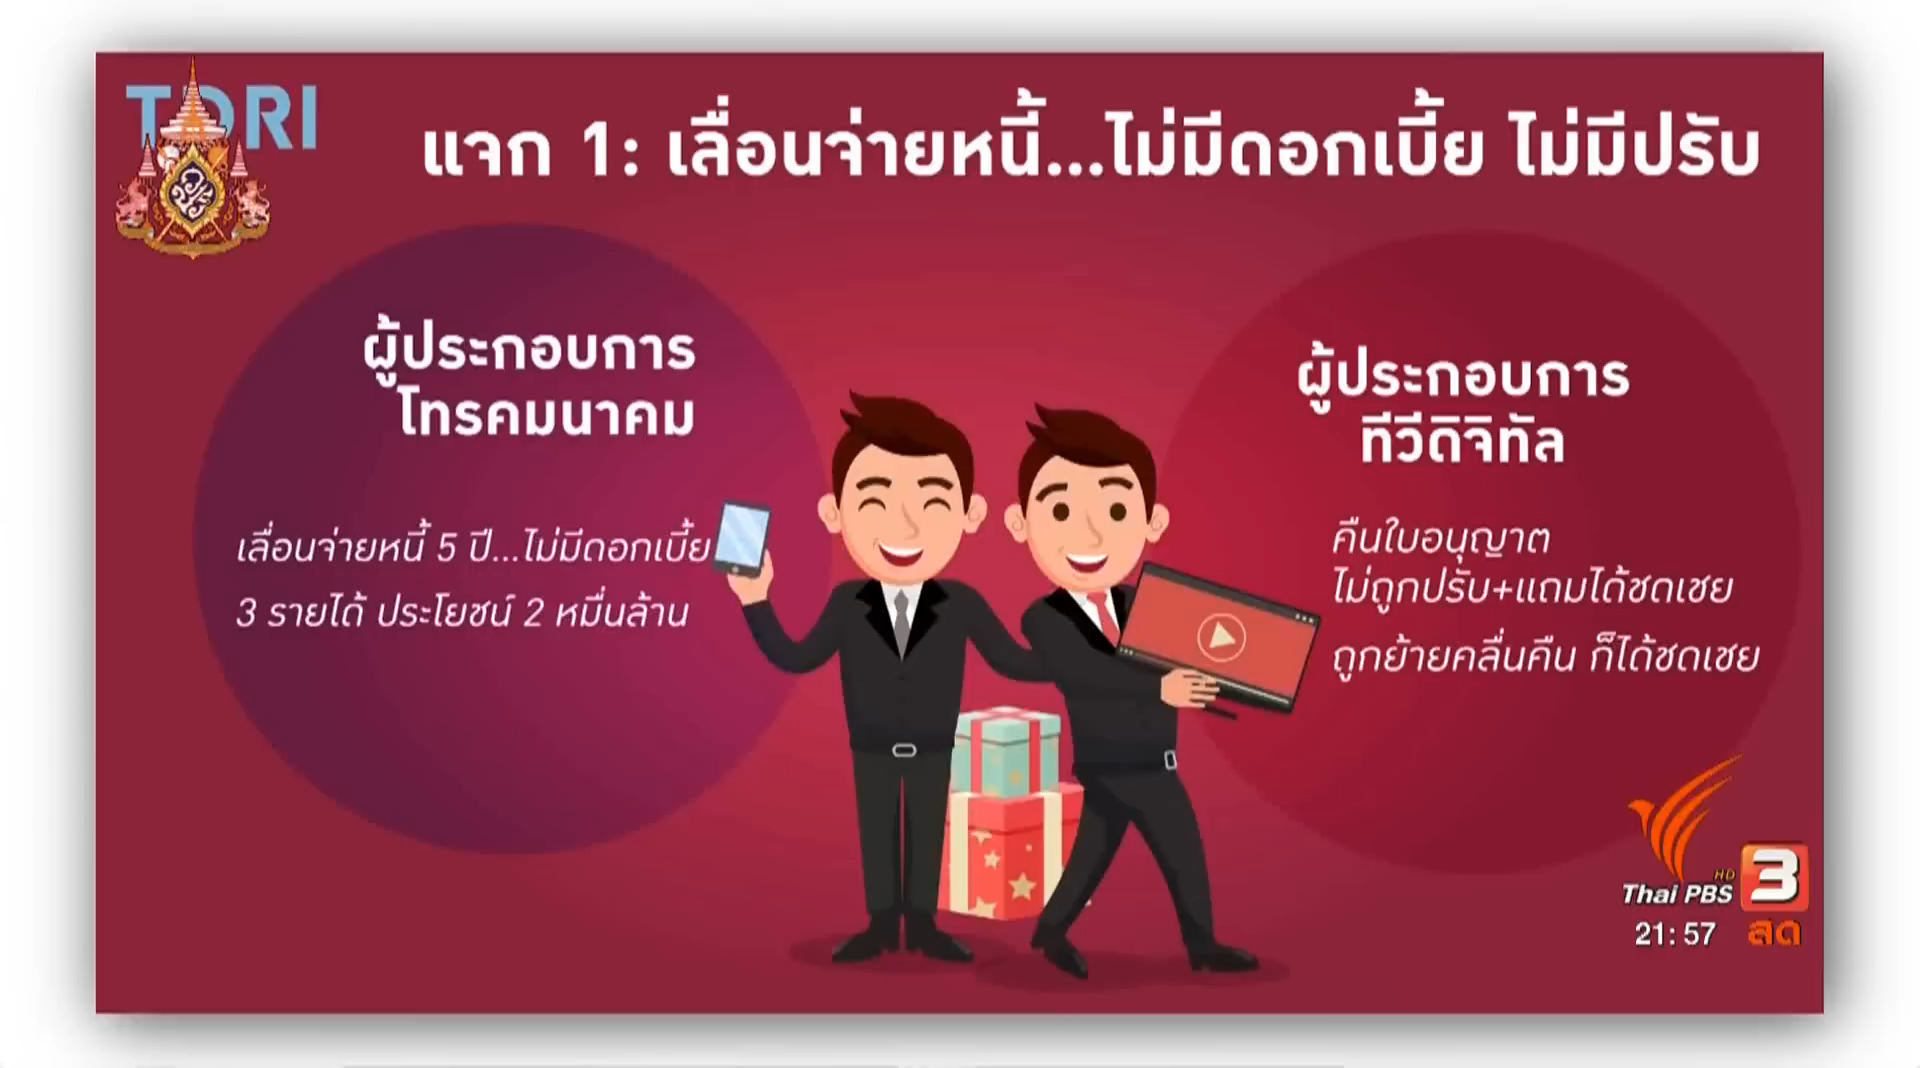 TDRI
แจก 1: เลื่อนจ่ายหนี้...ไม่มีดอกเบี้ย ไม่มีปรับ
ผู้ประกอบการ
โทรคมนาคม
เลื่อนจ่ายหนี้ 5 ปี...ไม่มีดอกเบี้ย
3 รายได้ ประโยชน์ 2 หมื่นล้าน
ผู้ประกอบการ
ทีวีดิจิทัล
คืนใบอนุญาต
ไม่ถูกปรับ+แถมได้ชดเชย
ถูกย้ายคลื่นคืน ก็ได้ชดเชย
HD
Thai PBS 3
21:57 สด